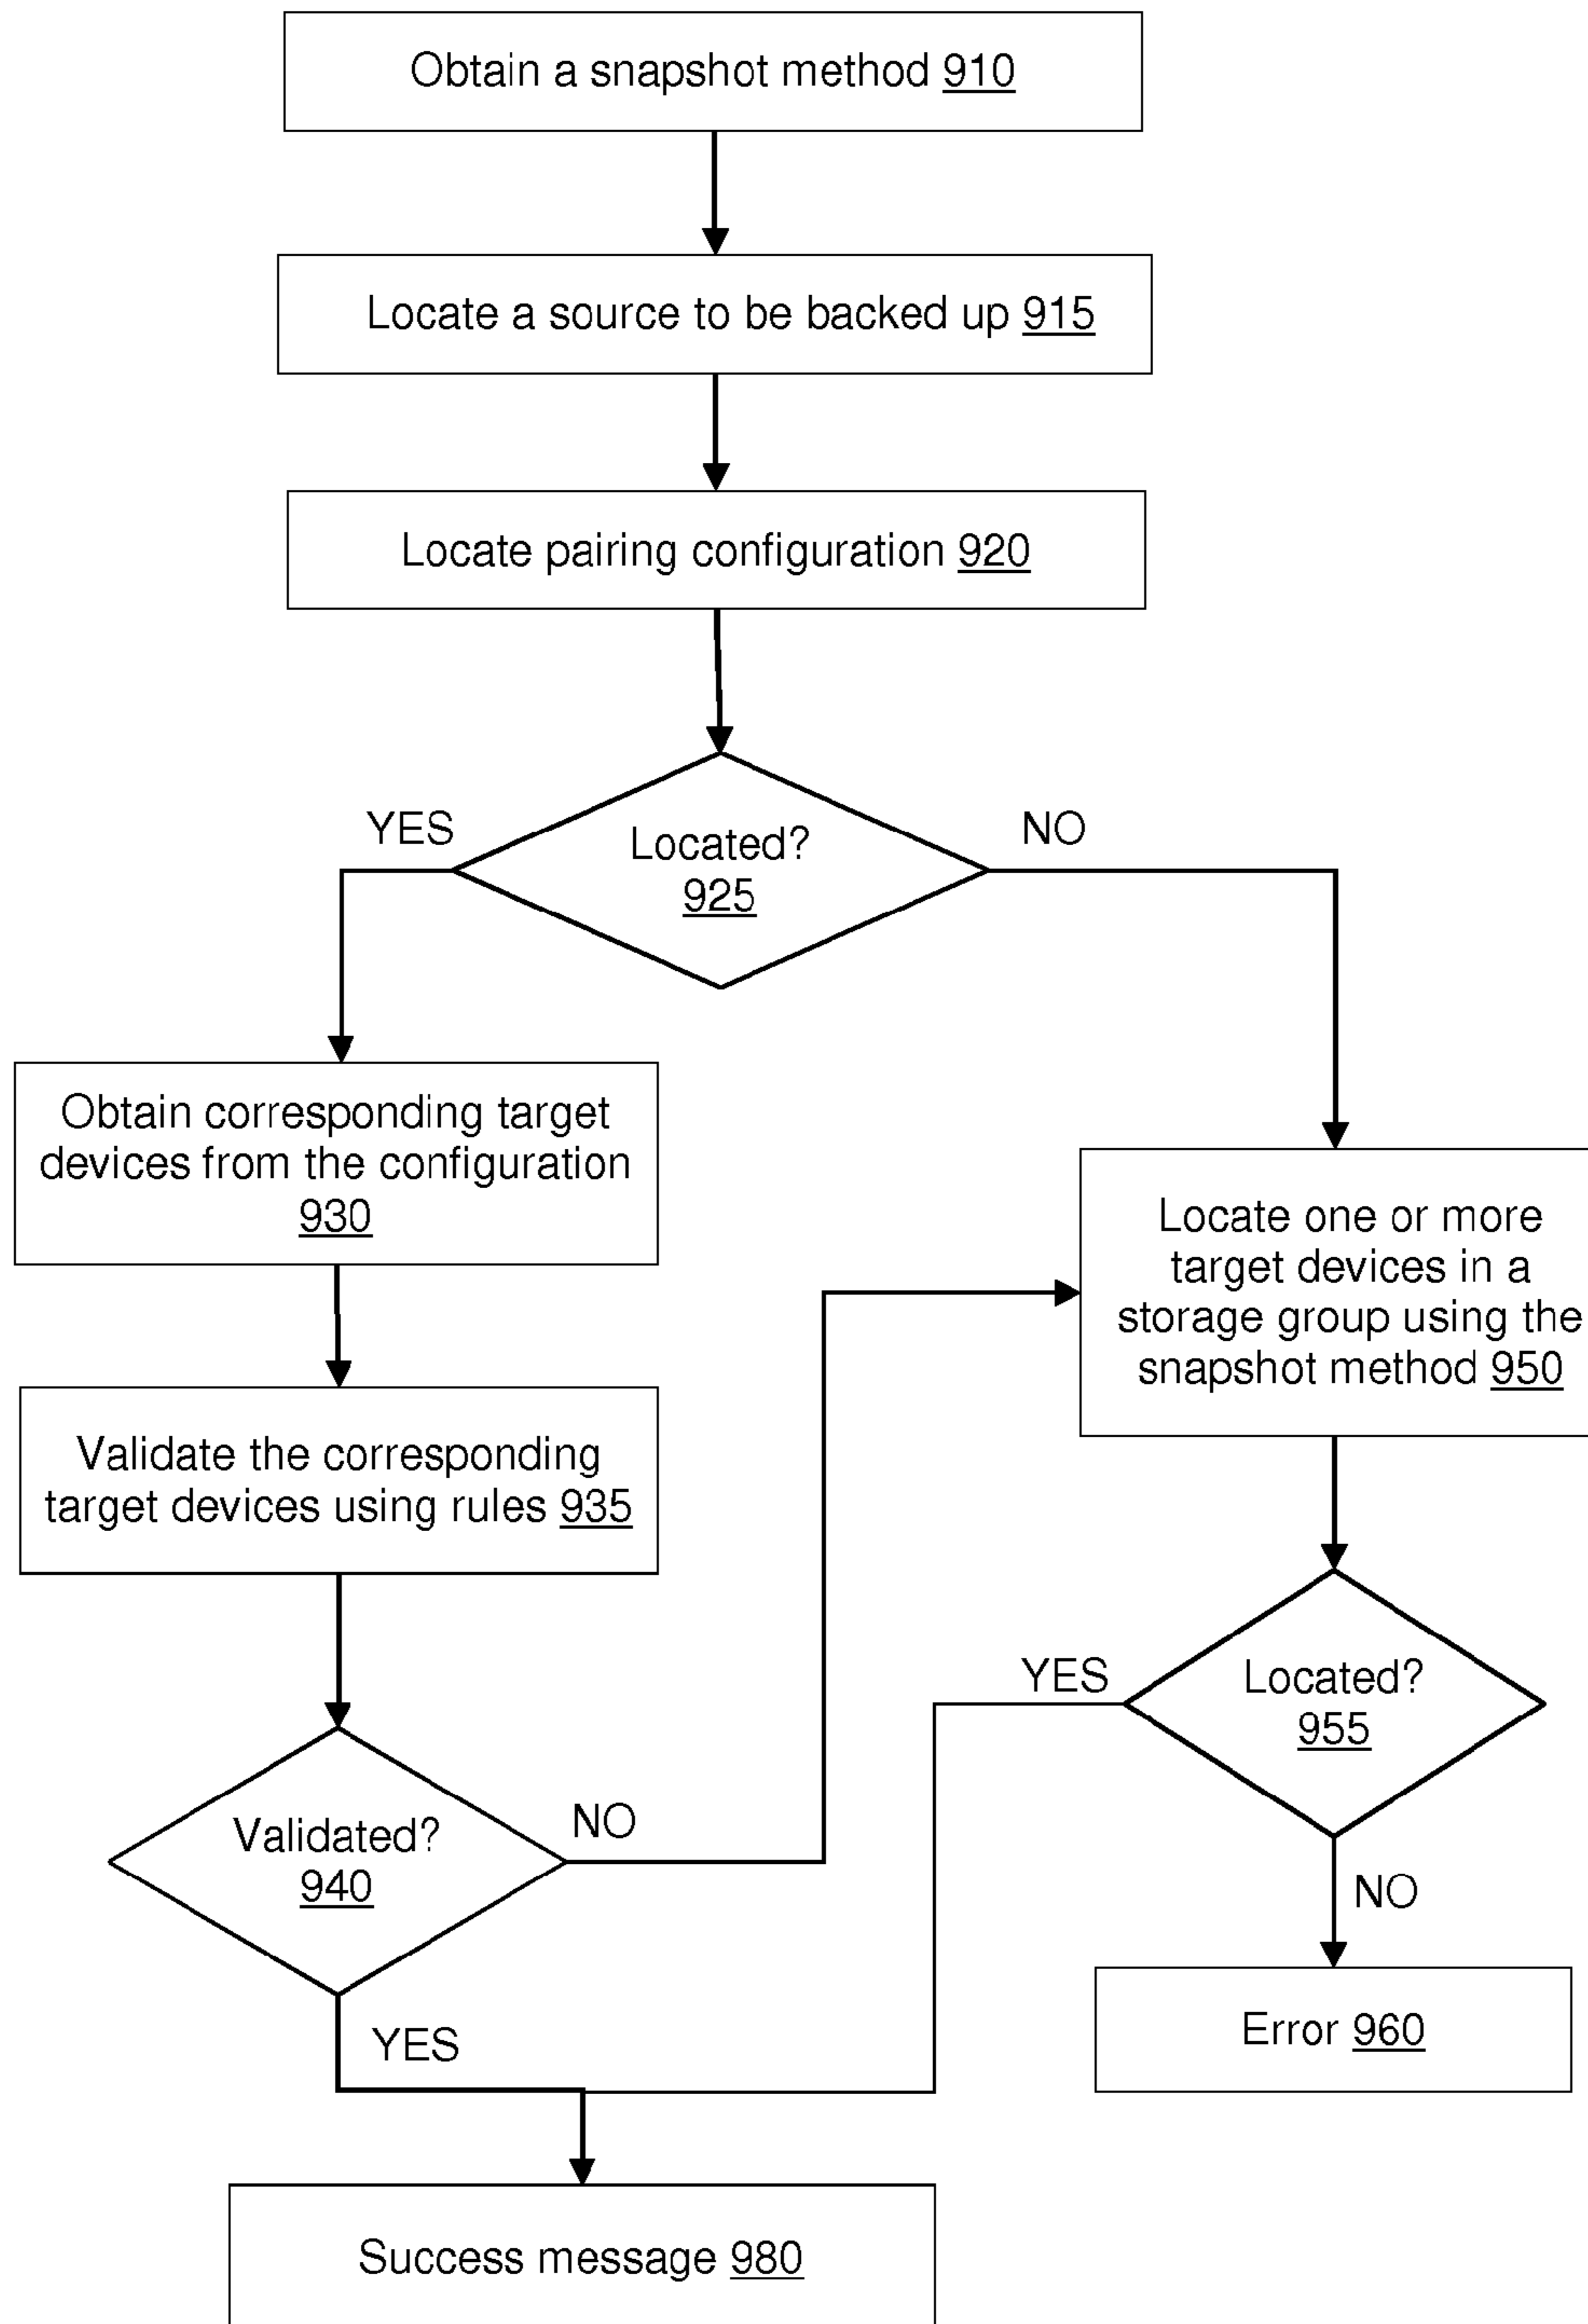 Obtain a snapshot method 910
Locate a source to be backed up 915
Locate pairing configuration 920
YES
NO
Located?
925
Obtain corresponding target
devices from the configuration
930
Locate one or more
target devices in a
storage group using the
snapshot method 950
Validate the corresponding
target devices using rules 935
YES
Located?
955
Validated?
940
NO
NO
YES
Error 960
Success message 980